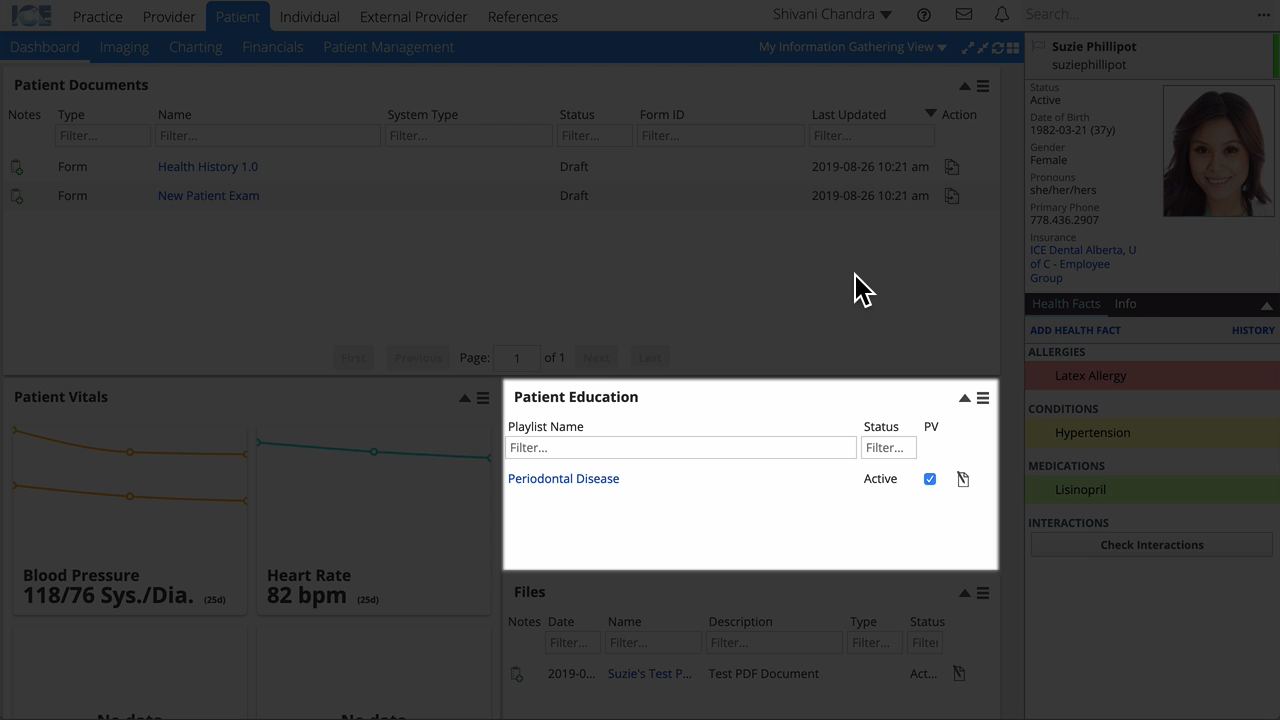 ICE Practice Provider Patient Individual External Provider References Shivani Chandra Search...
Dashboard Imaging Charting Financials Patient Management My Information Gathering View
Patient Documents
Notes Type Name System Type Status Form ID Last Updated Action
Filter... Filter... Filter... Filter... Filter... Filter...
Form Health History 1.0 Draft 2019-08-26 10:21 am
Form New Patient Exam Draft 2019-08-26 10:21 am
First Previous Page: 1 of 1 Next Last
Patient Vitals
Blood Pressure
118/76 Sys./Dia. (25d)
Heart Rate
82 bpm (25d)
No data
No data
Patient Education
Playlist Name Status PV
Filter... Filter...
Periodontal Disease Active
Files
Notes Date Name Description Type Status
Filter... Filter... Filter... Filter... Filter
2019-0... Suzie's Test P... Test PDF Document Act...
Suzie Phillipot
suziephillipot
Status
Active
Date of Birth
1982-03-21 (37y)
Gender
Female
Pronouns
she/her/hers
Primary Phone
778.436.2907
Insurance
ICE Dental Alberta, U
of C - Employee
Group
Health Facts Info
ADD HEALTH FACT HISTORY
ALLERGIES
Latex Allergy
CONDITIONS
Hypertension
MEDICATIONS
Lisinopril
INTERACTIONS
Check Interactions